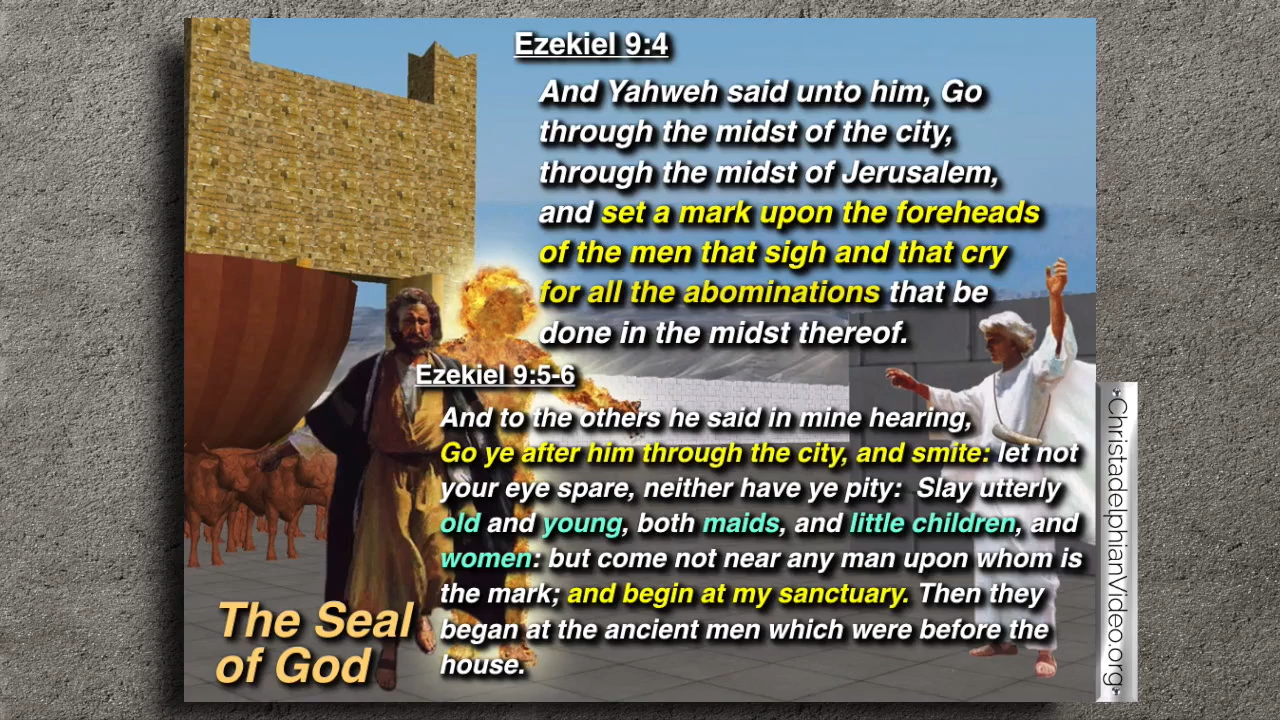 Ezekiel 9:4
And Yahweh said unto him, Go
through the midst of the city,
through the midst of Jerusalem,
and set a mark upon the foreheads
of the men that sigh and that cry
for all the abominations that be
done in the midst thereof.
Ezekiel 9:5-6
And to the others he said in mine hearing,
Go ye after him through the city, and smite: let not
your eye spare, neither have ye pity: Slay utterly
old and young, both maids, and little children, and
women: but come not near any man upon whom is
the mark; and begin at my sanctuary. Then they
began at the ancient men which were before the
house.
The Seal
of God
ChristadelphianVideo.org